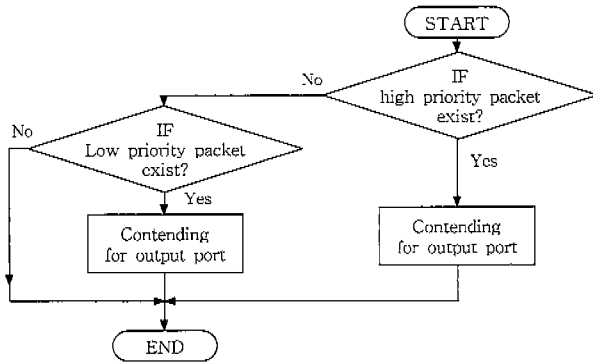 START
IF
high priority packet
exist?
No
Yes
Contending
for output port
IF
Low priority packet
exist?
No
Yes
Contending
for output port
END